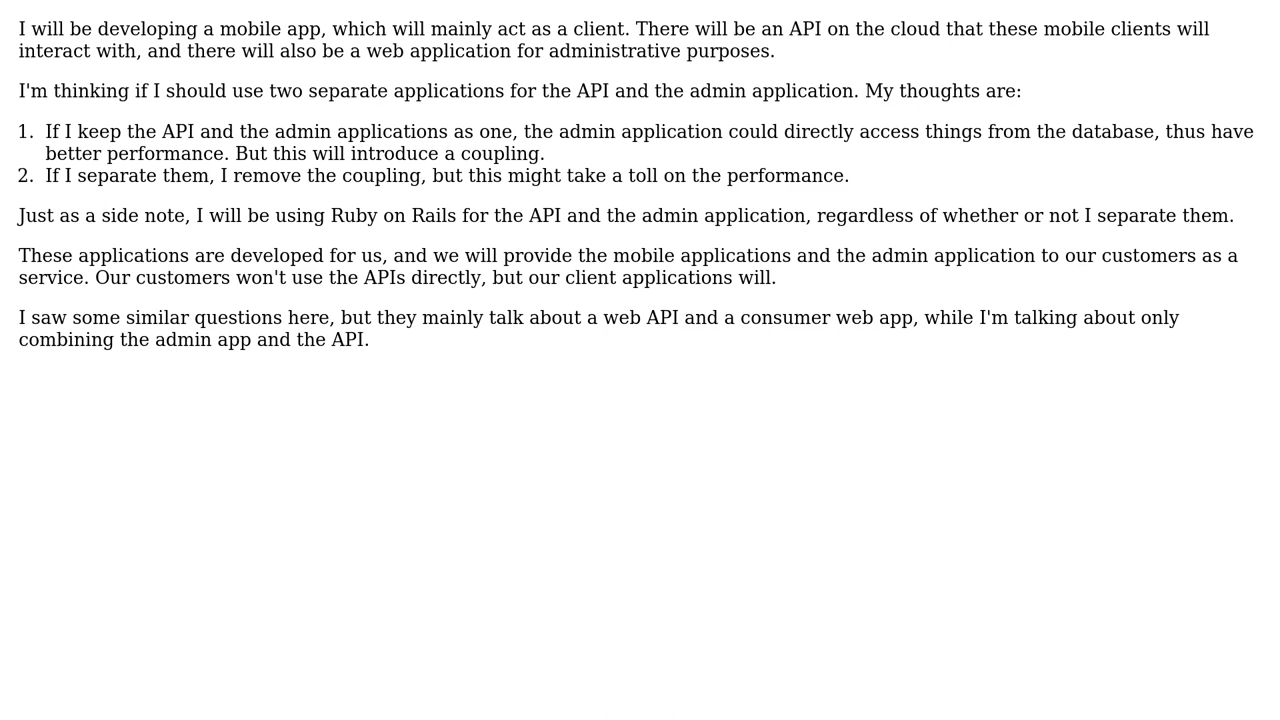 I will be developing a mobile app, which will mainly act as a client. There will be an API on the cloud that these mobile clients will
interact with, and there will also be a web application for administrative purposes.
I'm thinking if I should use two separate applications for the API and the admin application. My thoughts are:
1. If I keep the API and the admin applications as one, the admin application could directly access things from the database, thus have
better performance. But this will introduce a coupling.
2. If I separate them, I remove the coupling, but this might take a toll on the performance.
Just as a side note, I will be using Ruby on Rails for the API and the admin application, regardless of whether or not I separate them.
These applications are developed for us, and we will provide the mobile applications and the admin application to our customers as a
service. Our customers won't use the APIs directly, but our client applications will.
I saw some similar questions here, but they mainly talk about a web API and a consumer web app, while I'm talking about only
combining the admin app and the API.